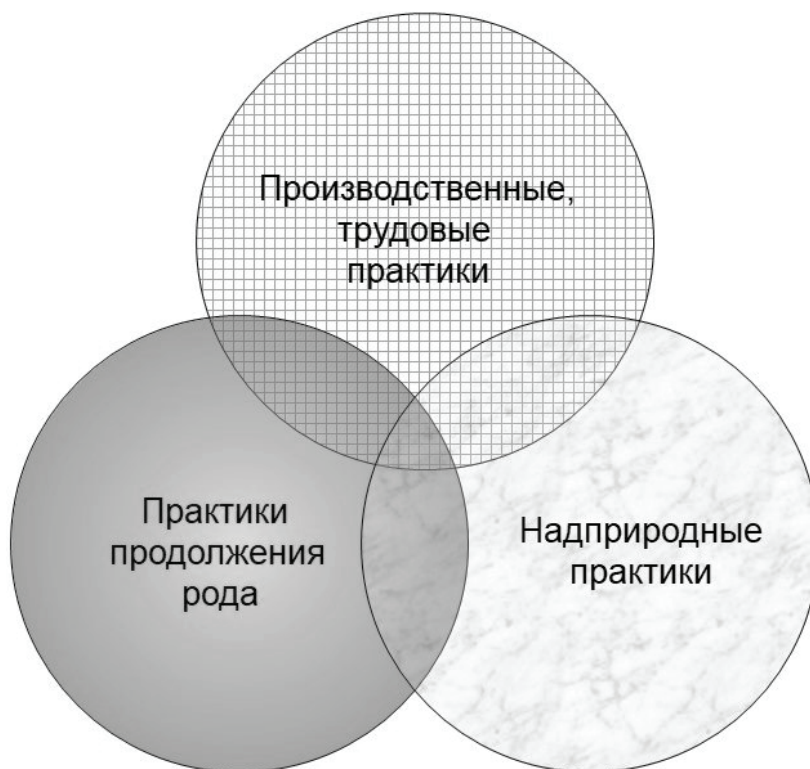 Производственные,
трудовые
практики
Практики
продолжения
рода
Надприродные
практики